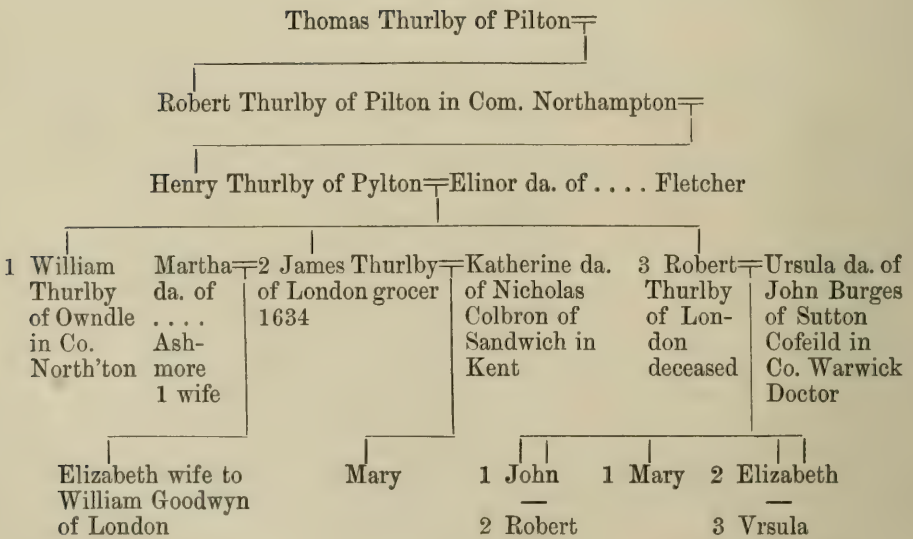 Thomas Thurlby of Pilton
Robert Thurlby of Pilton in Com. Northampton
Henry Thurlby of Pylton Elinor da. of .... Fletcher
1 William
Thurlby
of Owndle
in Co.
North'ton
Martha
da. of
....
Ash-
more
1 wife
2 James Thurlby
of London grocer
1634
Katherine da.
of Nicholas
Colbron of
Sandwich in
Kent
3 Robert
Thurlby
of Lon-
don
deceased
Ursula da. of
John Burges
of Sutton
Cofeild in
Co. Warwick
Doctor
Elizabeth wife to
William Goodwyn
of London
Mary
1 John
2 Robert
1 Mary
2 Elizabeth
3 Vrsula